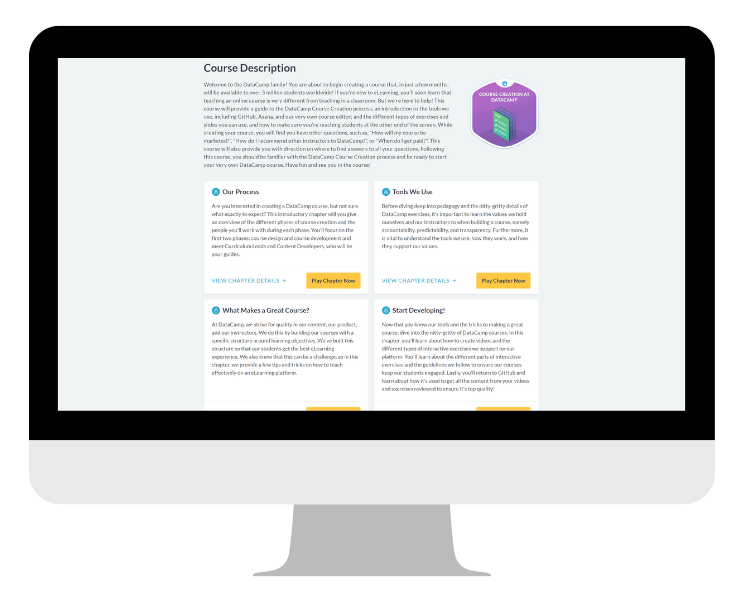 Course Description
Welcome to the DataCamp family! You are about to begin creating a course that, in just a few months,
will be available to over 3 million students worldwide! If you're new to eLearning, you'll soon learn that
teaching an online course is very different from teaching in a classroom. But we're here to help! This
course will provide a guide to the DataCamp Course Creation process; an introduction to the tools we
use, including GitHub, Asana, and our very own course editor; and the different types of exercises and
slides you can use, and how to make sure you're reaching students at the other end of the screen. While
creating your course, you will find you have other questions, such as, "How will my course be
marketed?", "How do I recommend other instructors to DataCamp?", or "When do I get paid?". This
course will also provide you with direction on where to find answers to all your questions. Following
this course, you should be familiar with the DataCamp Course Creation process and be ready to start
your very own DataCamp course. Have fun and see you in the course!
COURSE CREATION AT
DATACAMP
Our Process
Are you interested in creating a DataCamp course, but not sure
what exactly to expect? This introductory chapter will you give
an overview of the different phases of course creation and the
people you'll work with during each phase. You'll focus on the
first two phases: course design and course development and
meet Curriculum Leads and Content Developers, who will be
your guides.
VIEW CHAPTER DETAILS
Play Chapter Now
Tools We Use
Before diving deep into pedagogy and the nitty-gritty details of
DataCamp exercises, it's important to learn the values we hold
ourselves and our instructors to when building a course, namely
accountability, predictability, and transparency. Furthermore, it
is vital to understand the tools we use, how they work, and how
they support our values.
VIEW CHAPTER DETAILS
Play Chapter Now
What Makes a Great Course?
At DataCamp, we strive for quality in our content, our product,
and our instructors. We do this by building our courses with a
specific structure around learning objectives. We've built this
structure so that our students get the best eLearning
experience. We also know that this can be a challenge, so in this
chapter, we provide a few tips and tricks on how to teach
effectively on an eLearning platform.
Start Developing!
Now that you know our tools and the tricks to making a great
course, dive into the nitty-gritty of DataCamp courses. In this
chapter, you'll learn about how to create videos and the
different types of interactive exercises we support on our
platform. You'll learn about the different parts of interactive
exercises and the guidelines we follow to ensure our courses
keep our students engaged. Lastly, you'll return to GitHub and
learn about how it's used to get all the content from your videos
and exercises reviewed to ensure it's top quality!